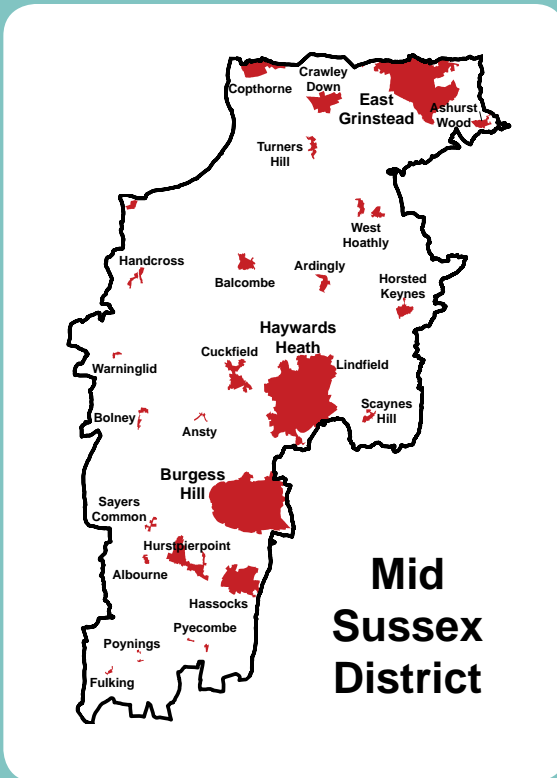 Copthorne
Crawley
Down
East
Grinstead
Ashurst
Wood
Turners
Hill
West
Hoathly
Handcross
Balcombe
Ardingly
Horsted
Keynes
Haywards
Heath
Cuckfield
Lindfield
Warninglid
Bolney
Ansty
Scaynes
Hill
Burgess
Hill
Sayers
Common
Hurstpierpoint
Albourne
Hassocks
Pyecombe
Poynings
Fulking
Mid
Sussex
District